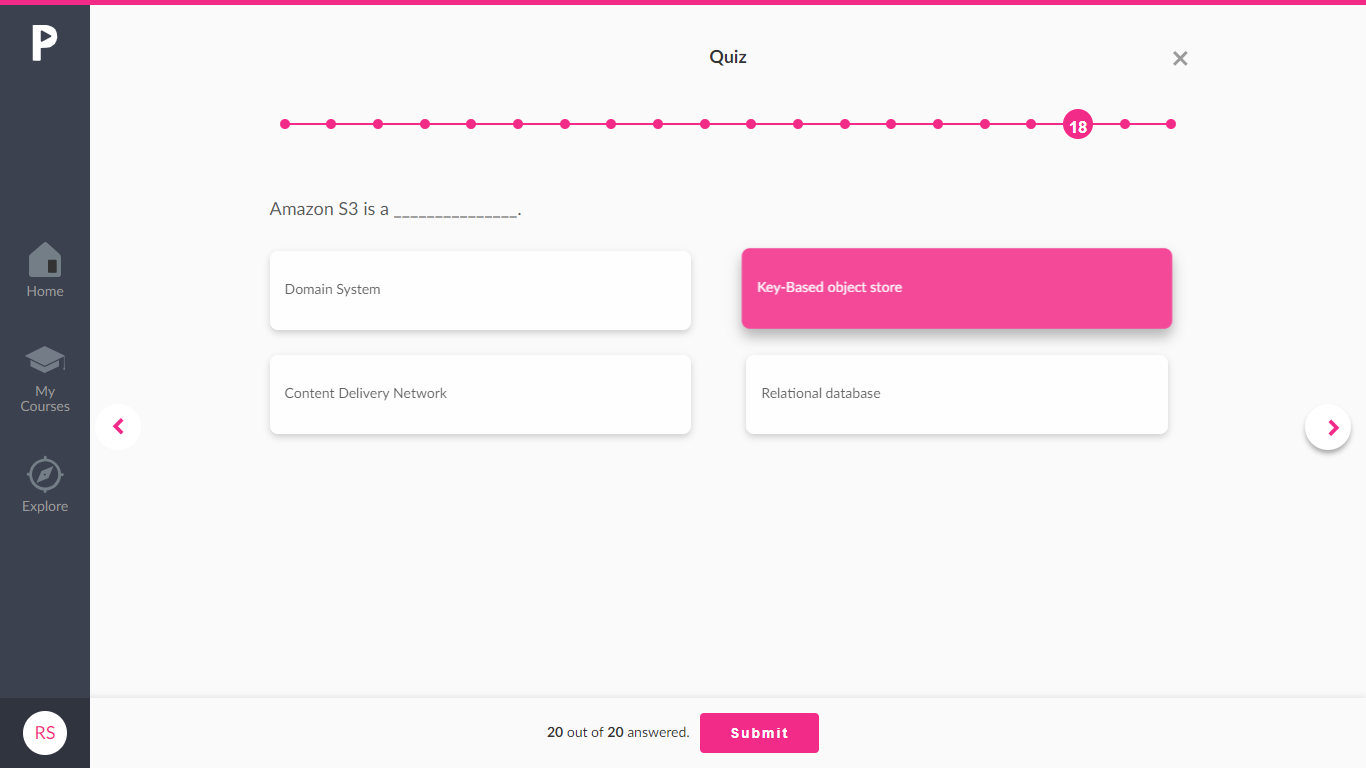 Quiz
18
Amazon S3 is a _______________.
Domain System
Key-Based object store
Content Delivery Network
Relational database
Home
My
Courses
Explore
RS
20 out of 20 answered.
Submit